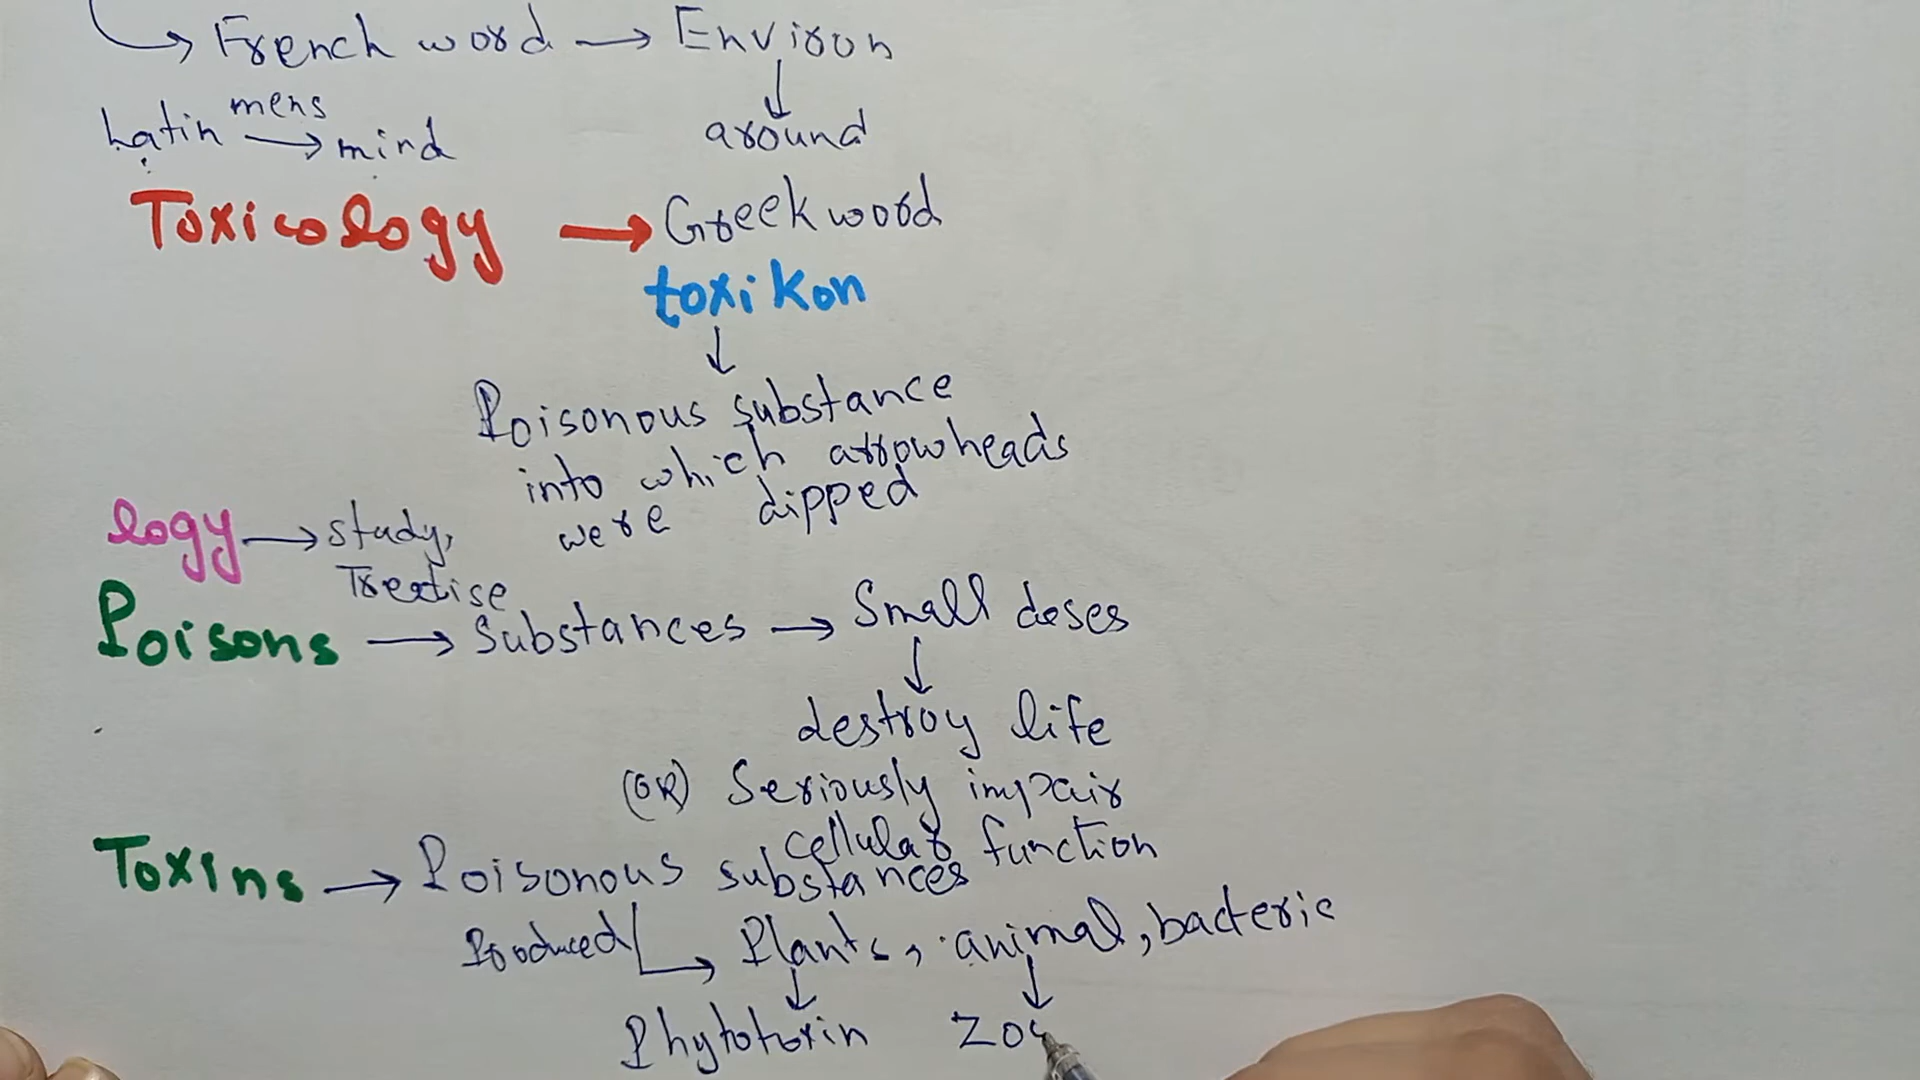 French word → Environ
↓
Latin mens → mind
around
Toxicology → Greek word
toxikon
↓
Poisonous substance
into which arrowheads
were dipped
logy → study,
Treatise
Poisons → Substances → Small doses
↓
destroy life
(OR) Seriously impair
cellular function
Toxins → Poisonous substances
Produced → Plants, animal, bacteria
↓ ↓
Phytotoxin Zoo